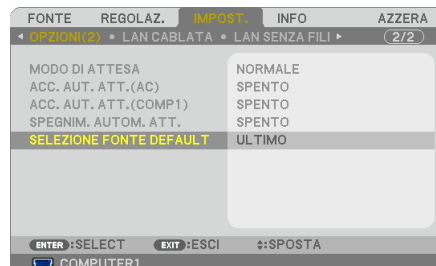 FONTE REGOLAZ. IMPOST. INFO AZZERA
OPZIONI(2) • LAN CABLATA • LAN SENZA FILI 2/2
MODO DI ATTESA NORMALE
ACC. AUT. ATT.(AC) SPENTO
ACC. AUT. ATT.(COMP1) SPENTO
SPEGNIM. AUTOM. ATT. SPENTO
SELEZIONE FONTE DEFAULT ULTIMO
ENTER :SELECT EXIT :ESCI :SPOSTA
COMPUTER1